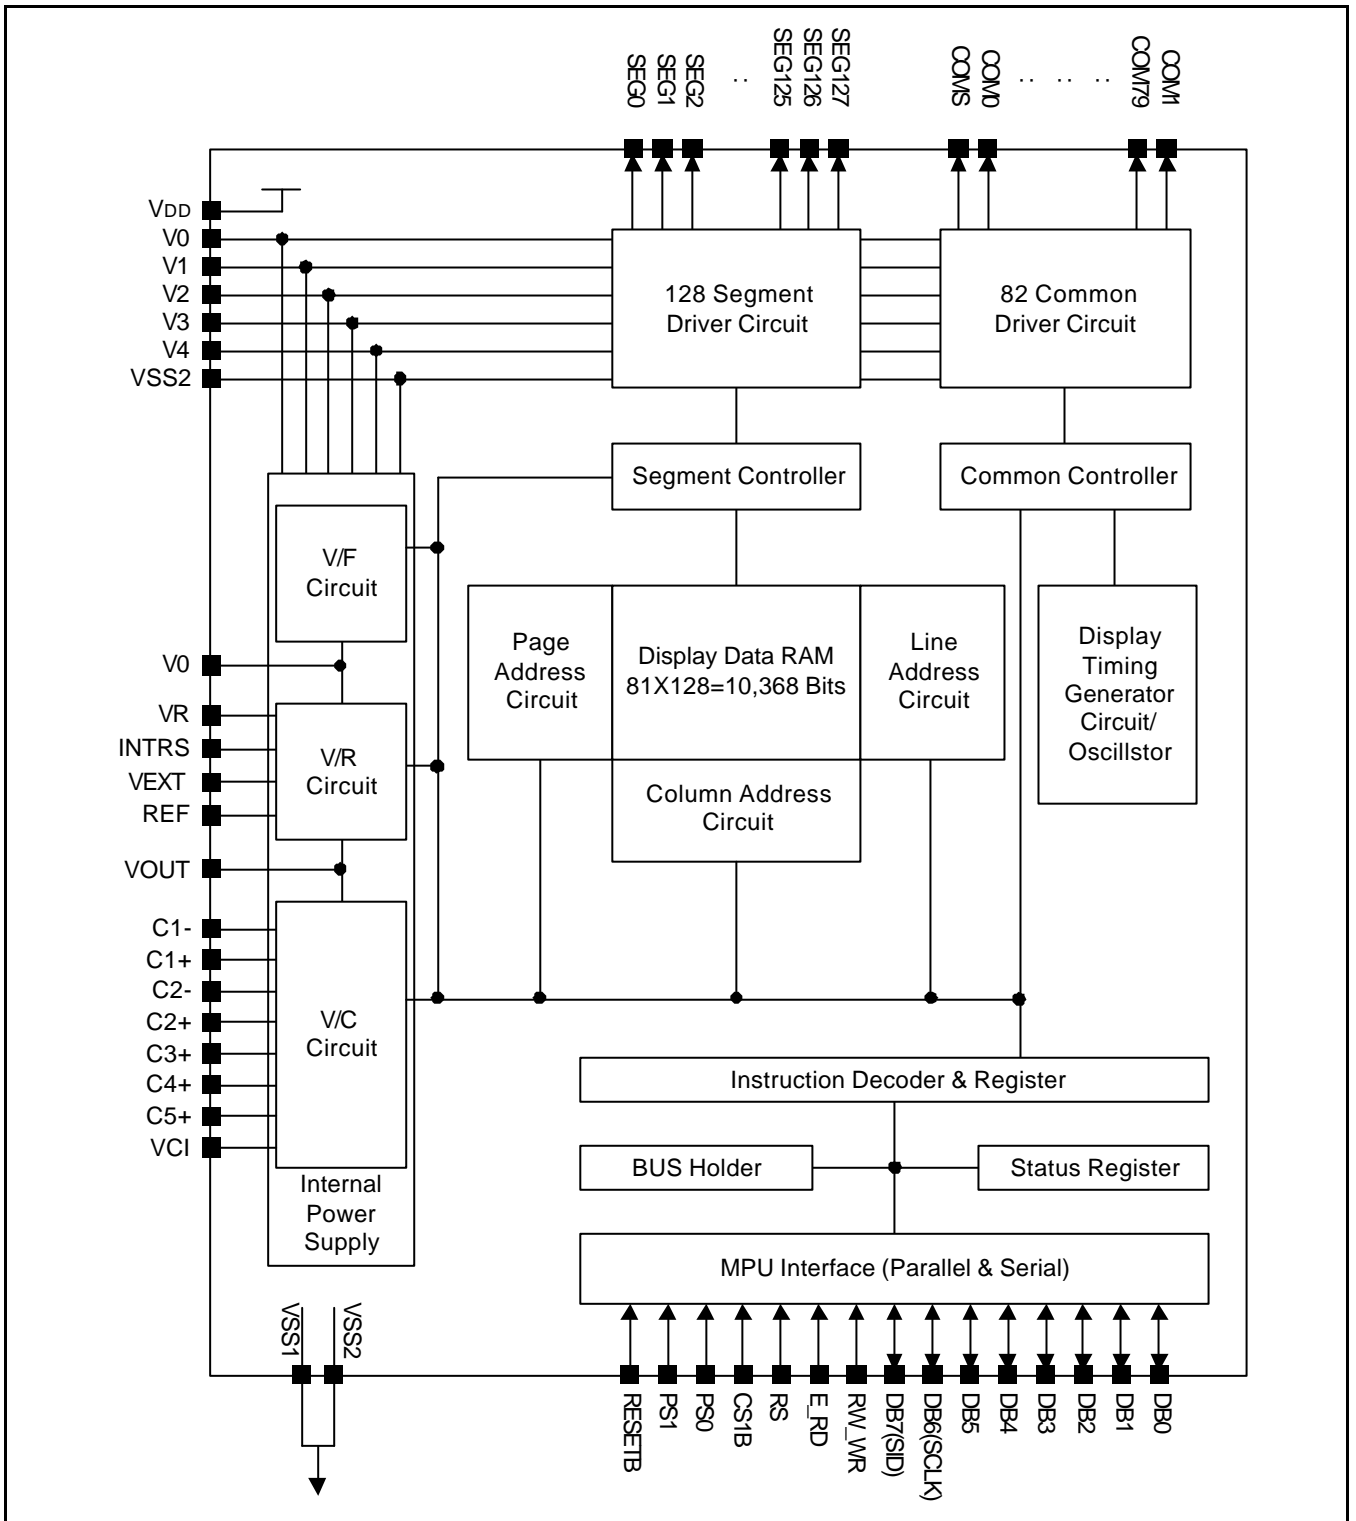 SEG0
SEG1
SEG2
..
SEG125
SEG126
SEG127
COMS
COM0
..
..
..
COM79
COM1
VDD
V0
V1
V2
V3
V4
VSS2
128 Segment
Driver Circuit
82 Common
Driver Circuit
Segment Controller
Common Controller
V/F
Circuit
Page
Address
Circuit
Display Data RAM
81X128=10,368 Bits
Line
Address
Circuit
Display
Timing
Generator
Circuit/
Oscillstor
V0
VR
INTRS
VEXT
REF
V/R
Circuit
Column Address
Circuit
VOUT
C1-
C1+
C2-
C2+
C3+
C4+
C5+
VCI
V/C
Circuit
Internal
Power
Supply
Instruction Decoder & Register
BUS Holder
Status Register
MPU Interface (Parallel & Serial)
VSS1
VSS2
RESETB
PS1
PS0
CS1B
RS
E_RD
RW_WR
DB7(SID)
DB6(SCLK)
DB5
DB4
DB3
DB2
DB1
DB0